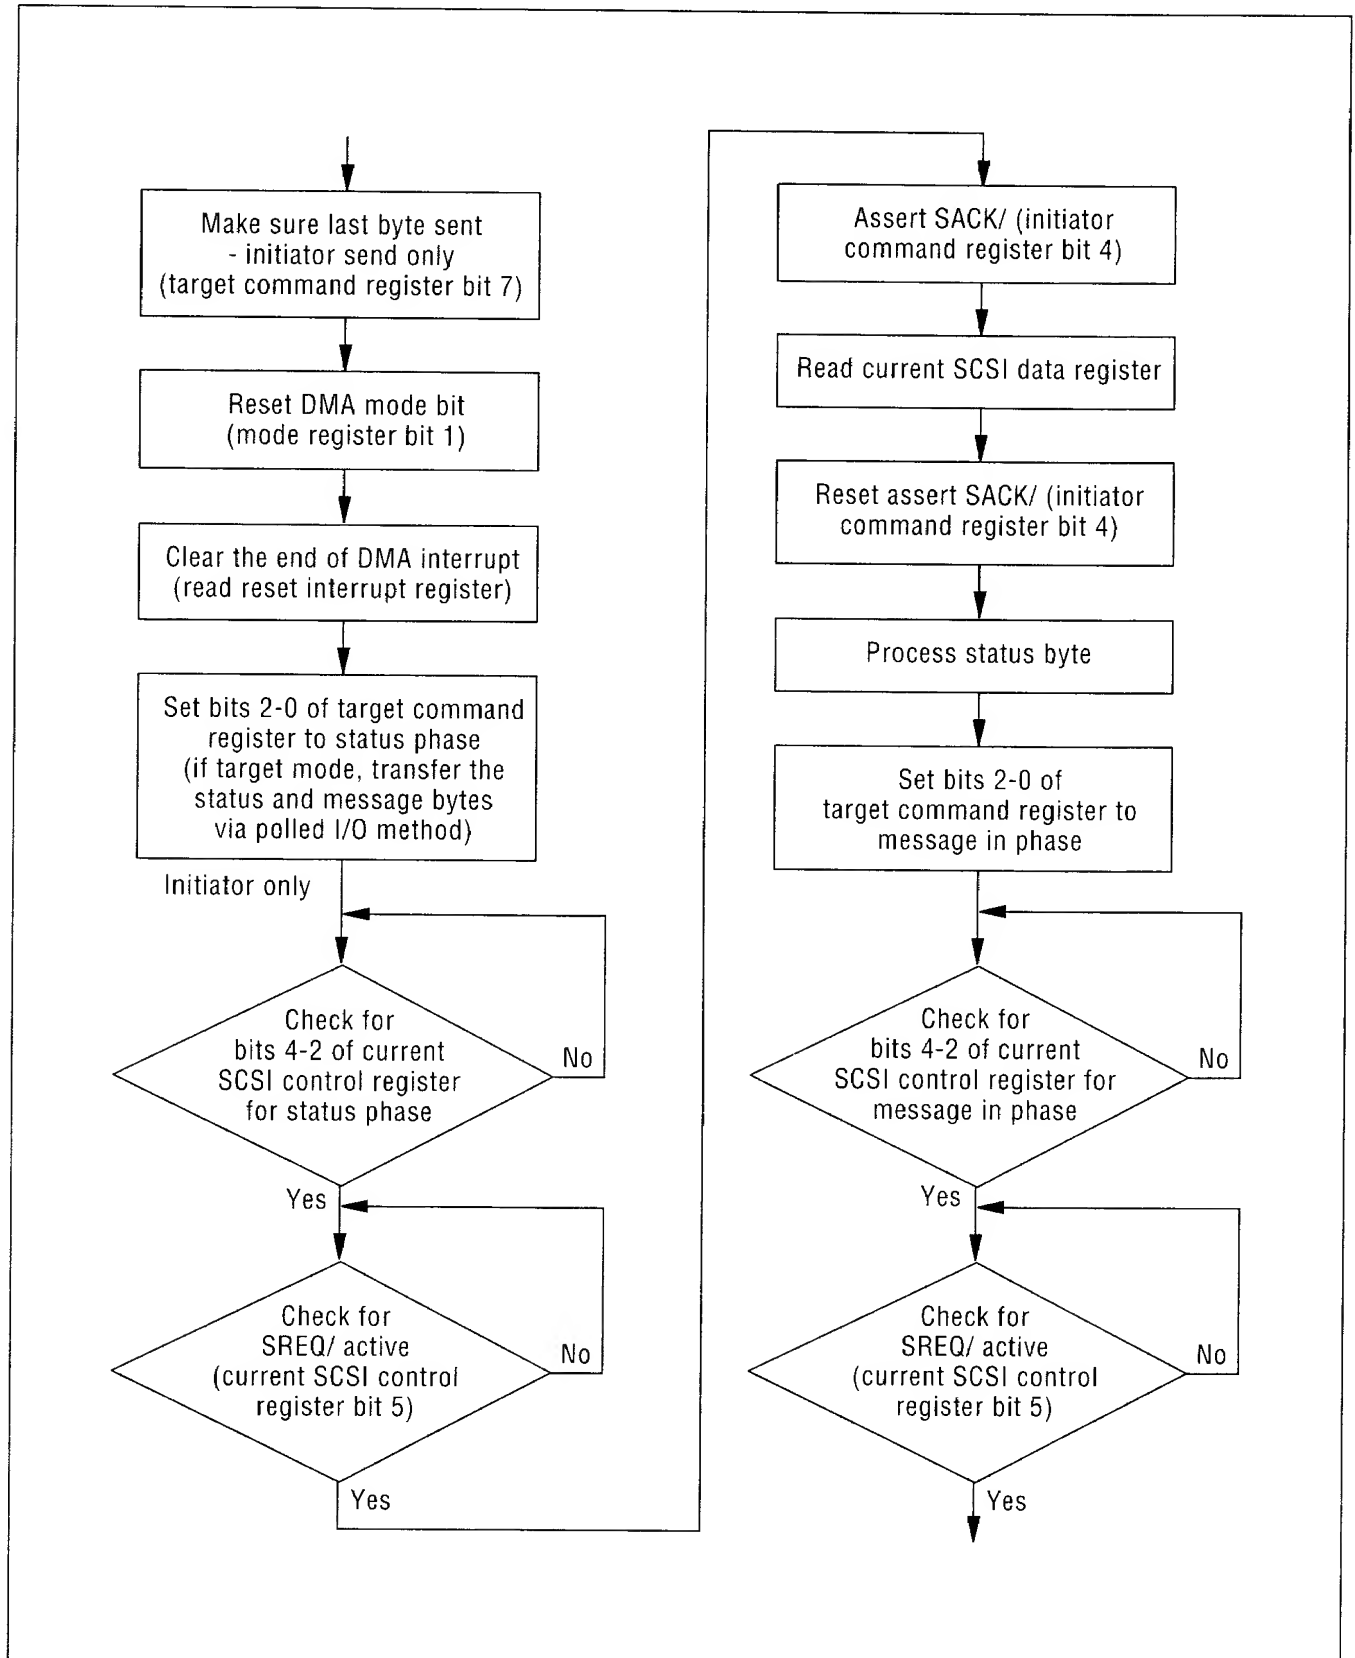 Make sure last byte sent
- initiator send only
(target command register bit 7)
Reset DMA mode bit
(mode register bit 1)
Clear the end of DMA interrupt
(read reset interrupt register)
Set bits 2-0 of target command
register to status phase
(if target mode, transfer the
status and message bytes
via polled I/O method)
Initiator only
Check for
bits 4-2 of current
SCSI control register
for status phase
No
Yes
Check for
SREQ/ active
(current SCSI control
register bit 5)
No
Yes
Assert SACK/ (initiator
command register bit 4)
Read current SCSI data register
Reset assert SACK/ (initiator
command register bit 4)
Process status byte
Set bits 2-0 of
target command register to
message in phase
Check for
bits 4-2 of current
SCSI control register for
message in phase
No
Yes
Check for
SREQ/ active
(current SCSI control
register bit 5)
No
Yes